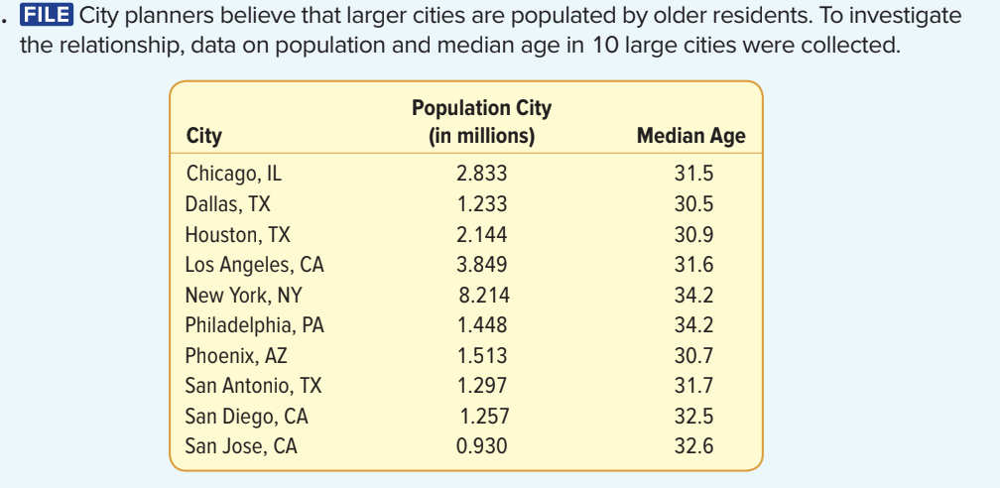 . FILE City planners believe that larger cities are populated by older residents. To investigate
the relationship, data on population and median age in 10 large cities were collected.
Population City
City (in millions) Median Age
Chicago, IL 2.833 31.5
Dallas, TX 1.233 30.5
Houston, TX 2.144 30.9
Los Angeles, CA 3.849 31.6
New York, NY 8.214 34.2
Philadelphia, PA 1.448 34.2
Phoenix, AZ 1.513 30.7
San Antonio, TX 1.297 31.7
San Diego, CA 1.257 32.5
San Jose, CA 0.930 32.6